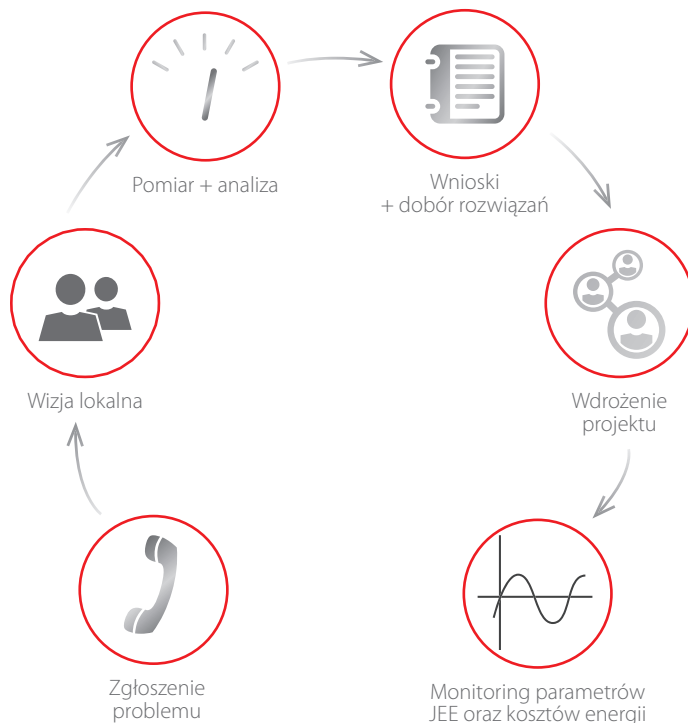 Pomiar + analiza
Wnioski
+ dobór rozwiązań
Wizja lokalna
Wdrożenie
projektu
Zgłoszenie
problemu
Monitoring parametrów
JEE oraz kosztów energii